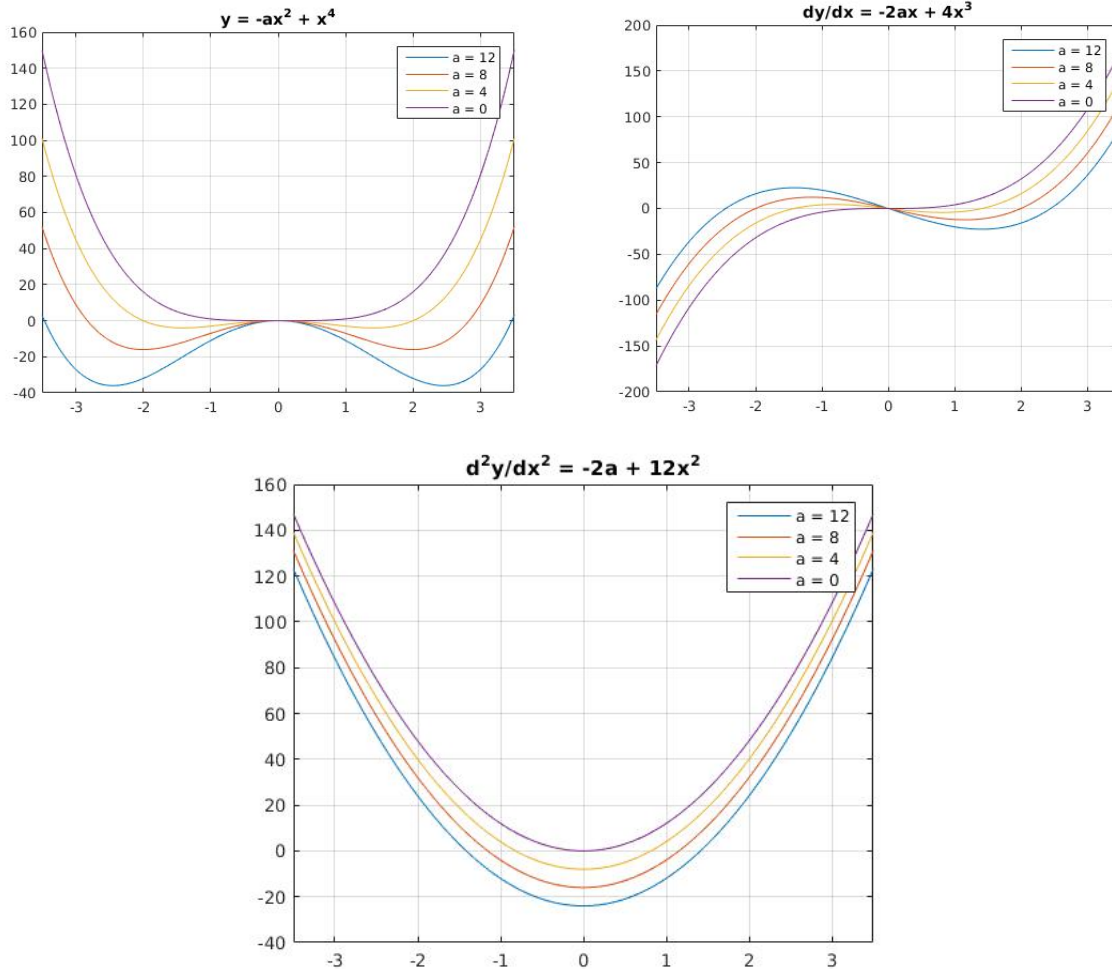 y = -ax² + x⁴
160
140
120
100
80
60
40
20
0
-20
-40
-3 -2 -1 0 1 2 3
a = 12
a = 8
a = 4
a = 0
dy/dx = -2ax + 4x³
200
150
100
50
0
-50
-100
-150
-200
-3 -2 -1 0 1 2 3
a = 12
a = 8
a = 4
a = 0
d²y/dx² = -2a + 12x²
160
140
120
100
80
60
40
20
0
-20
-40
-3 -2 -1 0 1 2 3
a = 12
a = 8
a = 4
a = 0